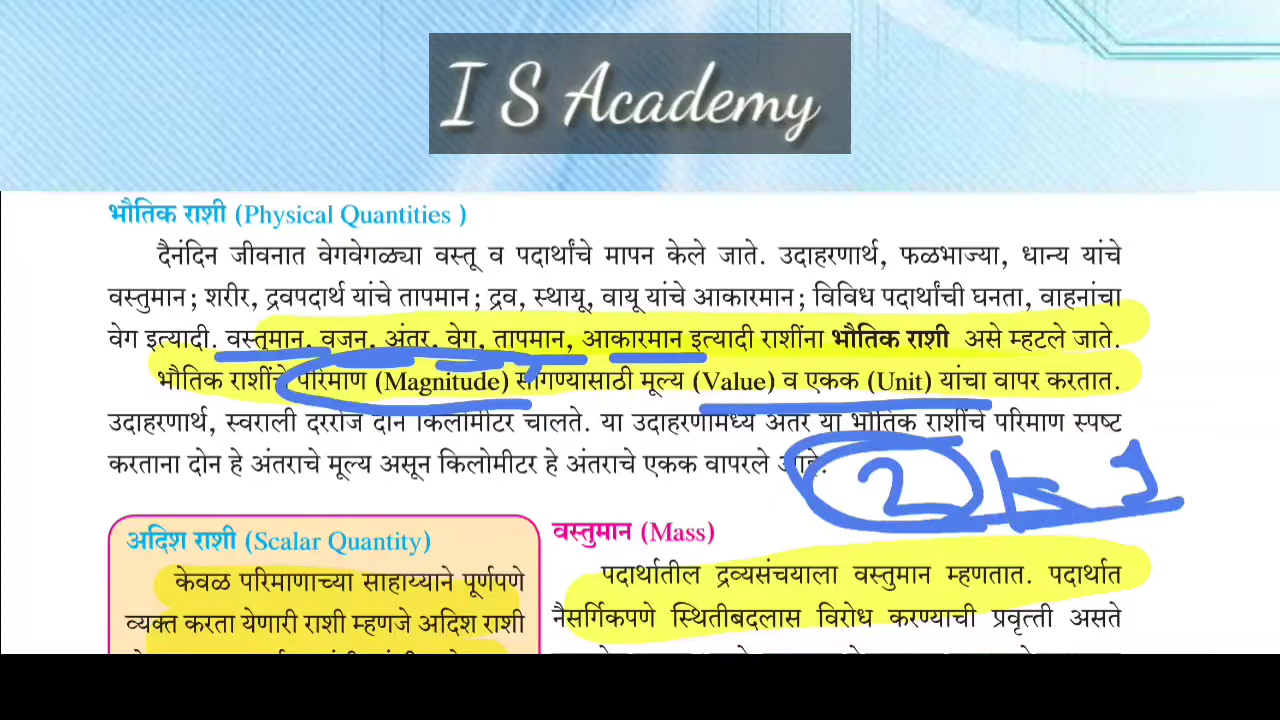 I S Academy
भौतिक राशी (Physical Quantities )
दैनंदिन जीवनात वेगवेगळ्या वस्तू व पदार्थांचे मापन केले जाते. उदाहरणार्थ, फळभाज्या, धान्य यांचे
वस्तुमान; शरीर, द्रवपदार्थ यांचे तापमान; द्रव, स्थायू, वायू यांचे आकारमान; विविध पदार्थांची घनता, वाहनांचा
वेग इत्यादी. वस्तुमान, वजन, अंतर, वेग, तापमान, आकारमान इत्यादी राशींना भौतिक राशी असे म्हटले जाते.
भौतिक राशींचे परिमाण (Magnitude) सांगण्यासाठी मूल्य (Value) व एकक (Unit) यांचा वापर करतात.
उदाहरणार्थ, स्वराली दररोज दोन किलोमीटर चालते. या उदाहरणामध्ये अंतर या भौतिक राशीचे परिमाण स्पष्ट
करताना दोन हे अंतराचे मूल्य असून किलोमीटर हे अंतराचे एकक वापरले आहे.
2
अदिश राशी (Scalar Quantity)
केवळ परिमाणाच्या साहाय्याने पूर्णपणे
व्यक्त करता येणारी राशी म्हणजे अदिश राशी
वस्तुमान (Mass)
पदार्थातील द्रव्यसंचयाला वस्तुमान म्हणतात. पदार्थात
नैसर्गिकपणे स्थितीबदलास विरोध करण्याची प्रवृत्ती असते